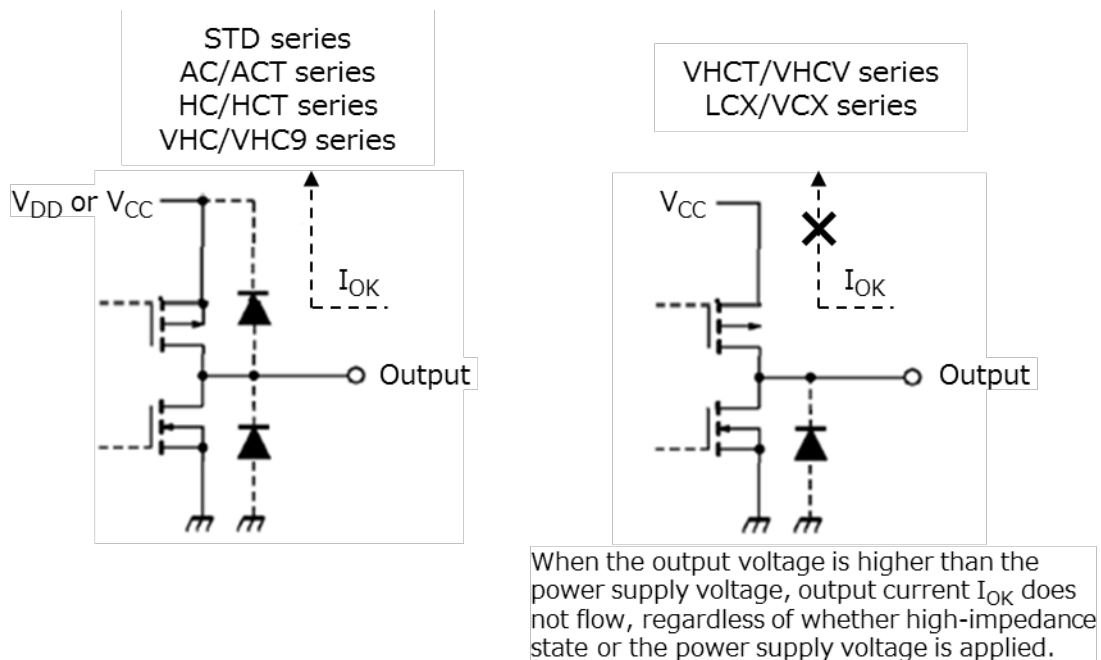 STD series
AC/ACT series
HC/HCT series
VHC/VHC9 series
VDD or VCC
IOK
Output
VHCT/VHCV series
LCX/VCX series
VCC
IOK
Output
When the output voltage is higher than the
power supply voltage, output current IOK does
not flow, regardless of whether high-impedance
state or the power supply voltage is applied.